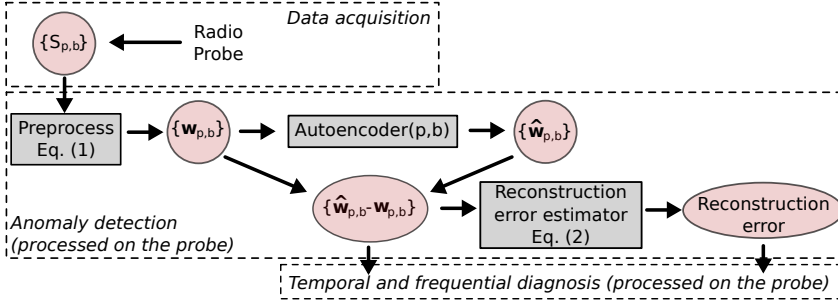 Data acquisition
{S_p,b}
Radio
Probe
Preprocess
Eq. (1)
{w_p,b}
Autoencoder(p,b)
{ŵ_p,b}
{ŵ_p,b-w_p,b}
Reconstruction
error estimator
Eq. (2)
Reconstruction
error
Anomaly detection
(processed on the probe)
Temporal and frequential diagnosis (processed on the probe)